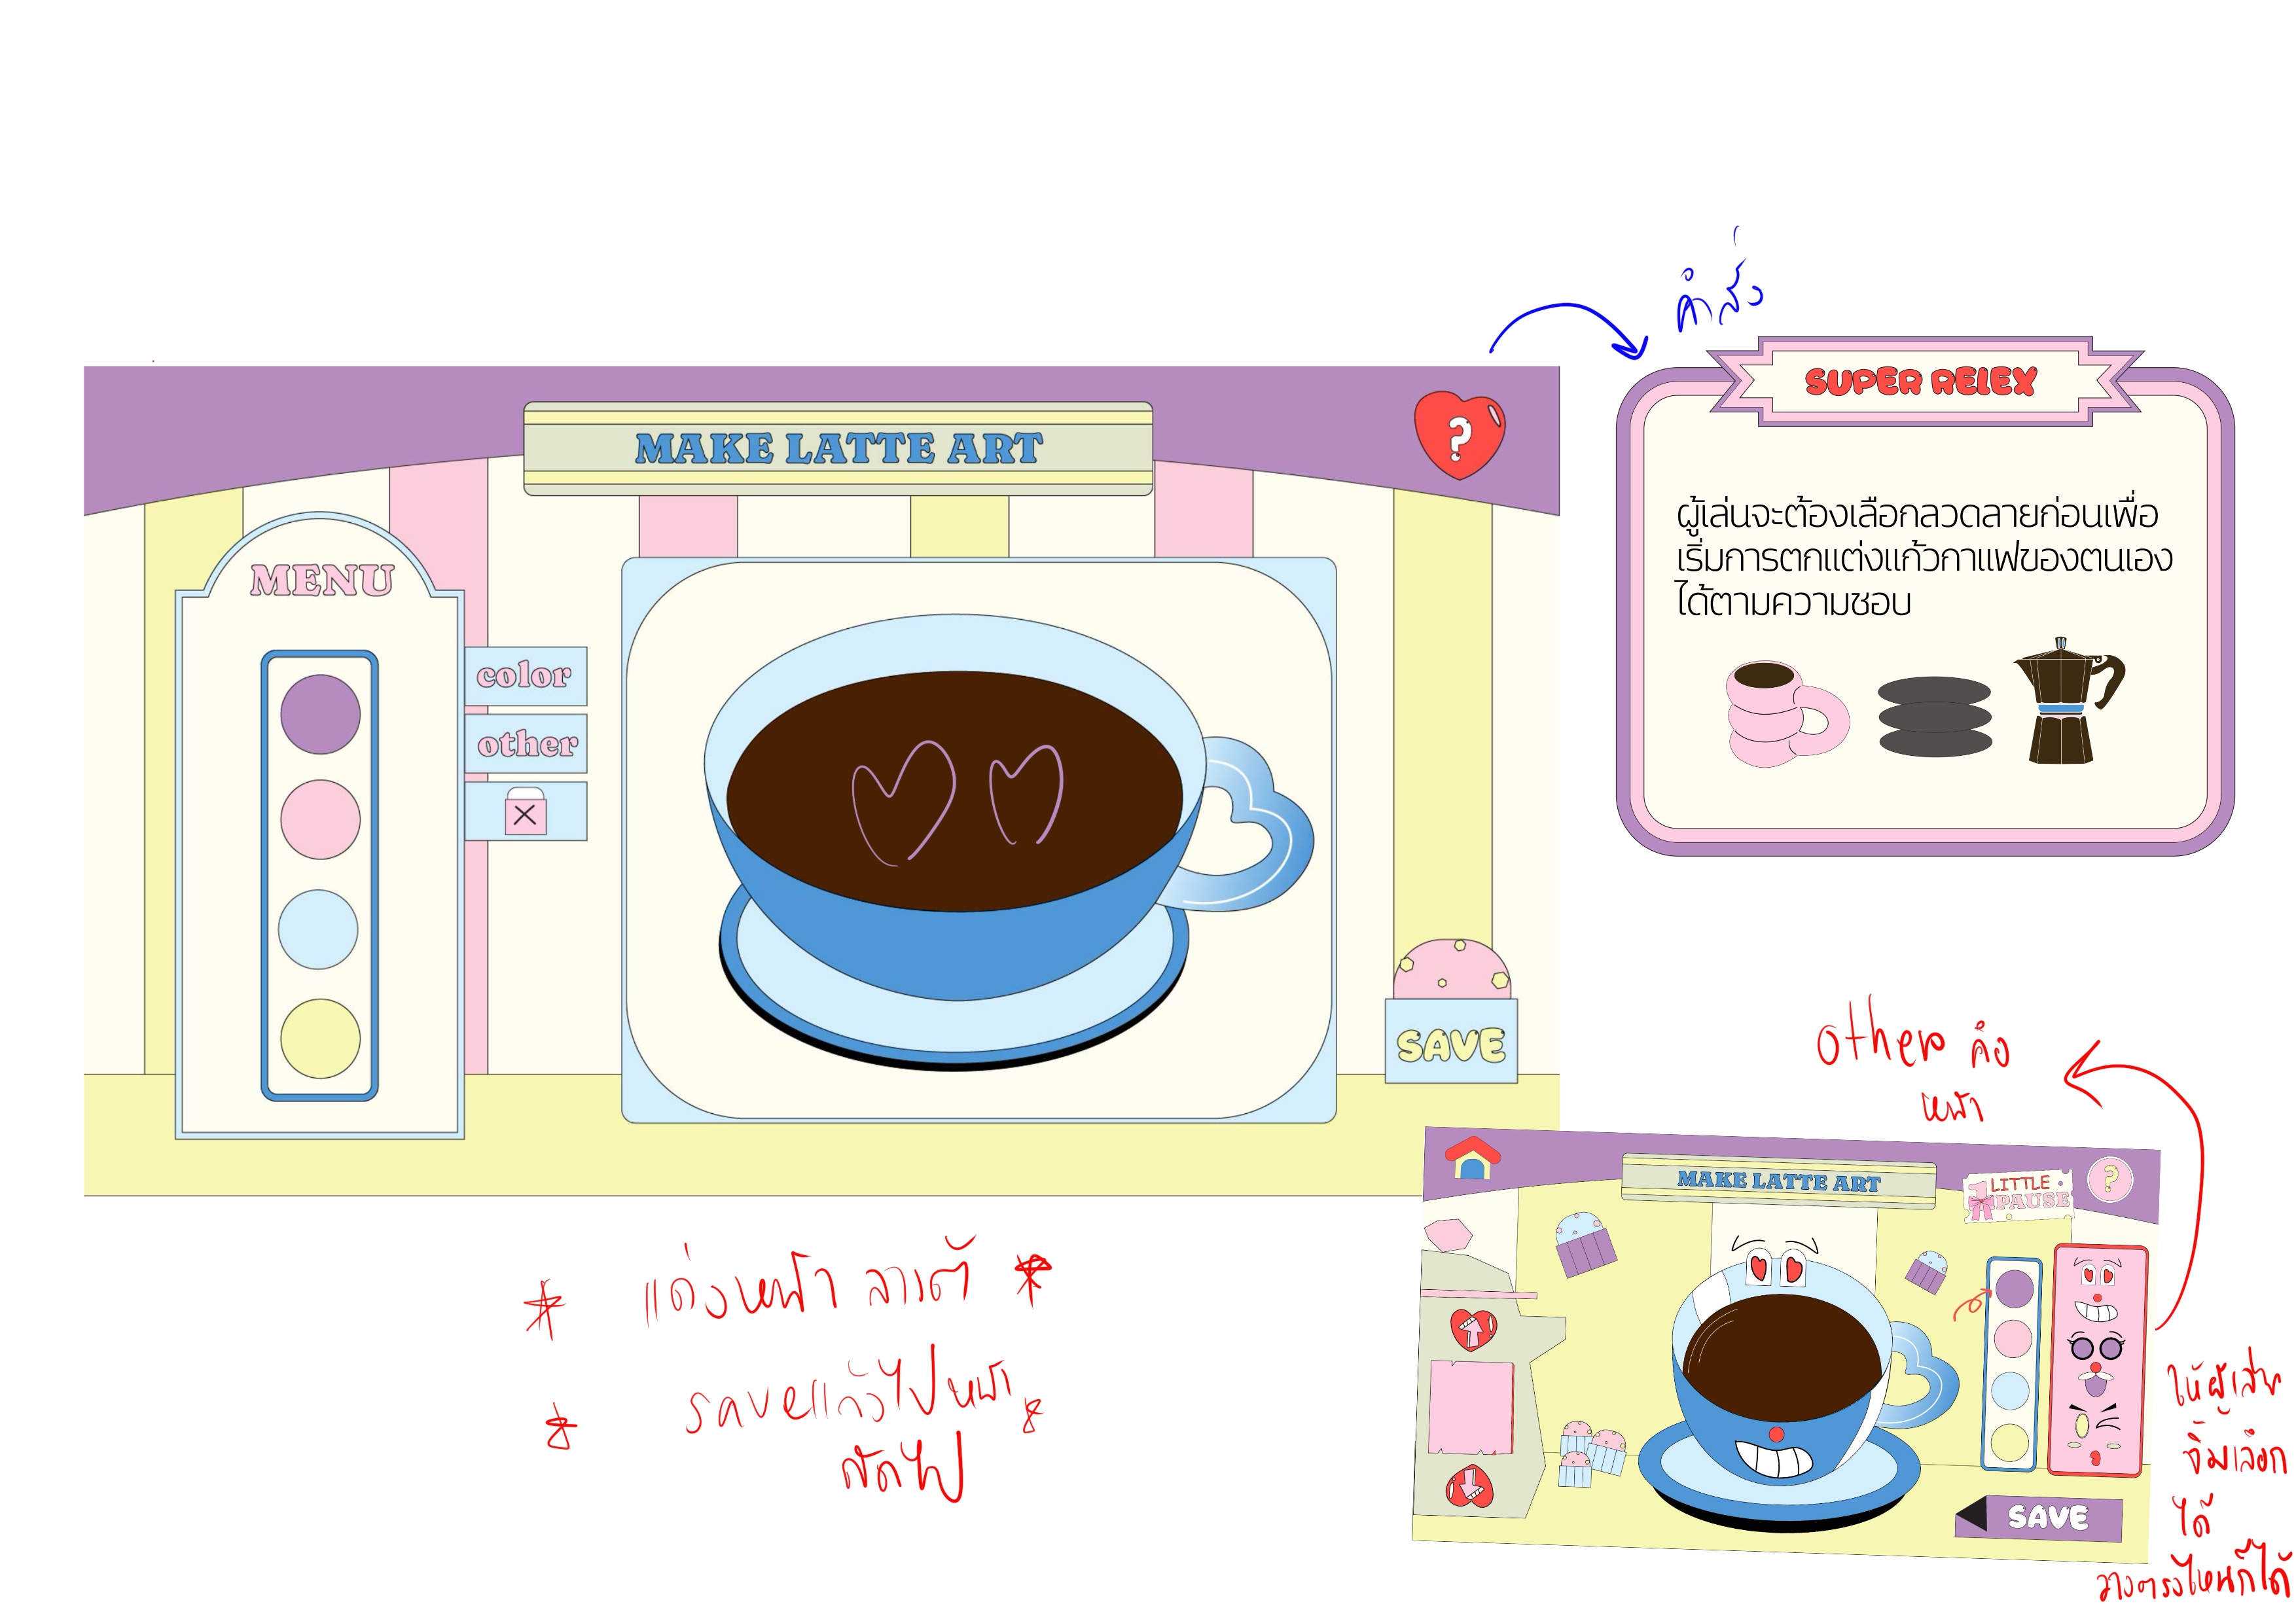 คำสั่ง
SUPER RELEX
MAKE LATTE ART
?
ผู้เล่นจะต้องเลือกลวดลายก่อนเพื่อ
เริ่มการตกแต่งแก้วกาแฟของตนเอง
ได้ตามความชอบ
MENU
color
other
SAVE
other คือ
หน้า
MAKE LATTE ART
1 LITTLE
PAUSE
?
SAVE
ให้ผู้เล่น
จิ้มเลือก
ได้
วางตรงไหนก็ได้
* แต่งหน้า ลาเต้ *
* saveแล้วไปหน้า *
ถัดไป